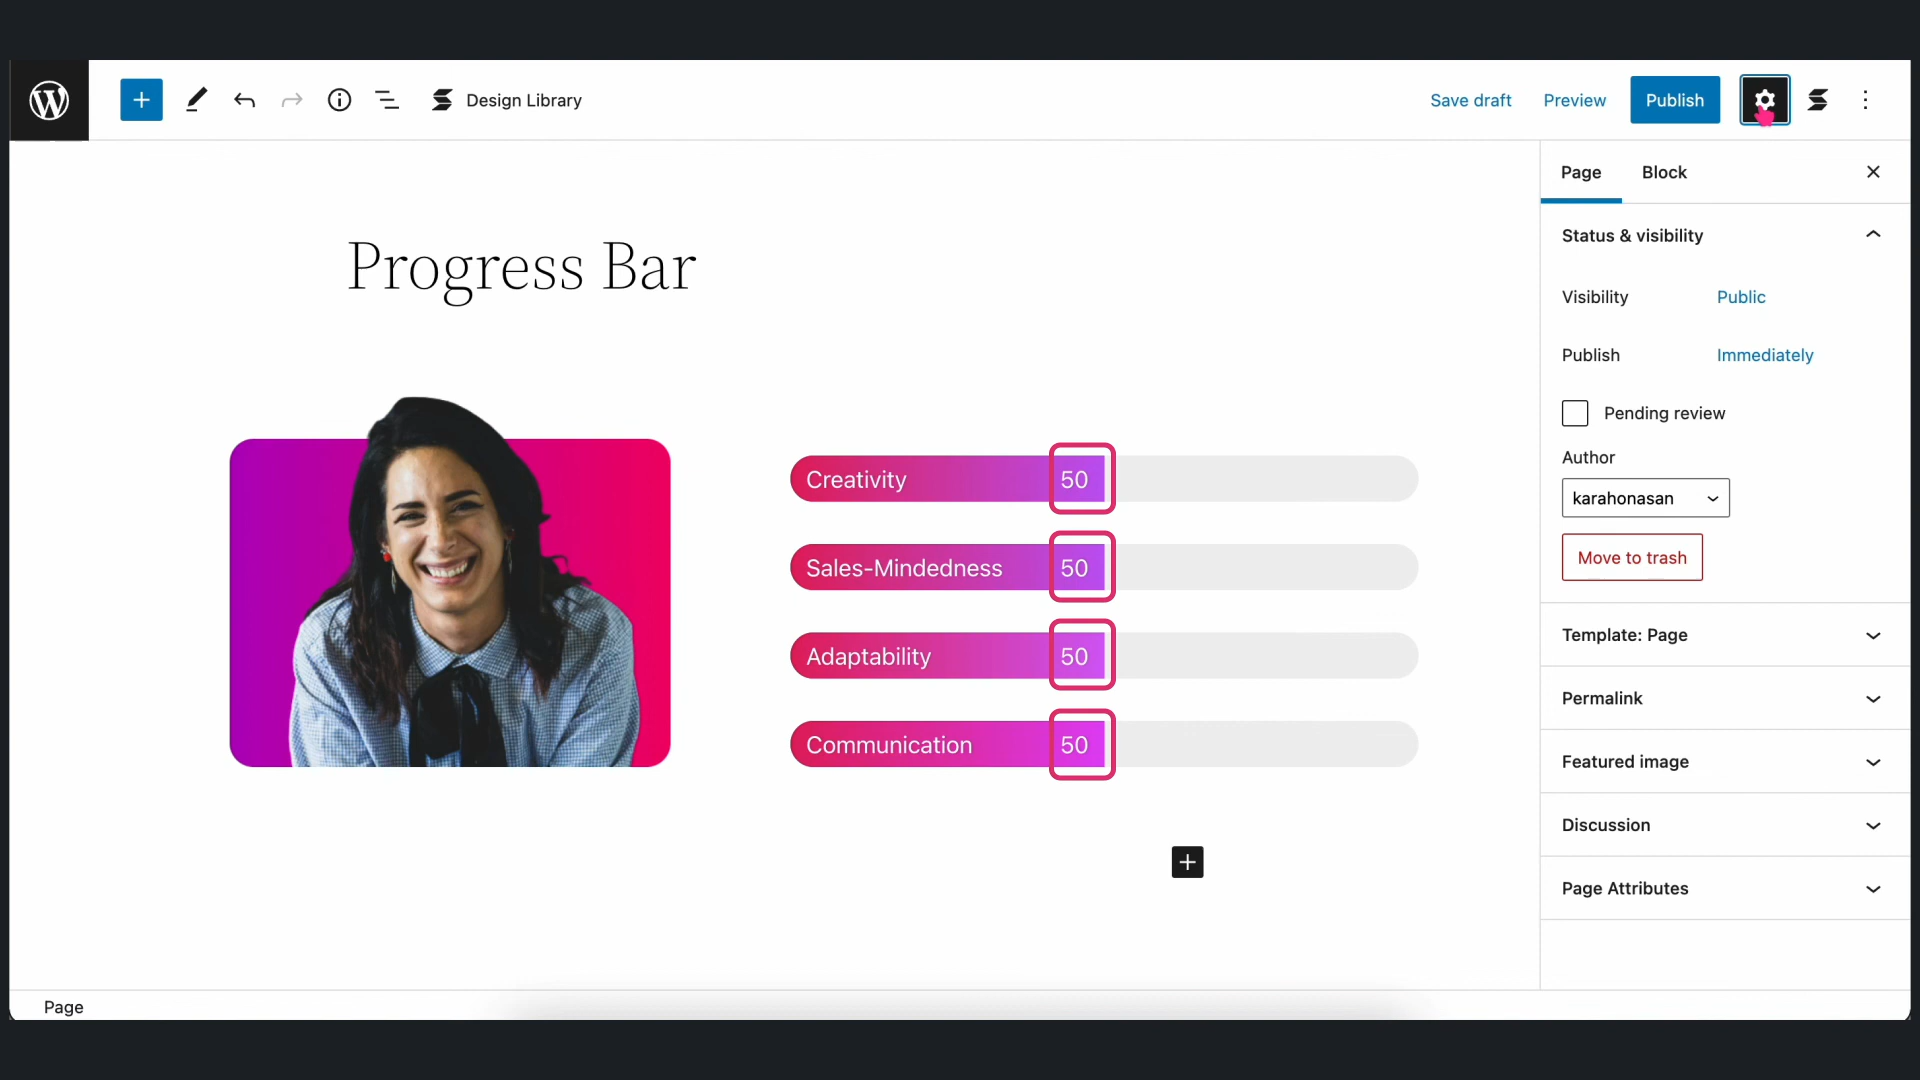 Design Library
Save draft
Preview
Publish
Page
Block
Status & visibility
Visibility
Public
Publish
Immediately
Pending review
Author
karahonasan
Move to trash
Template: Page
Permalink
Featured image
Discussion
Page Attributes
Progress Bar
Creativity 50
Sales-Mindedness 50
Adaptability 50
Communication 50
Page